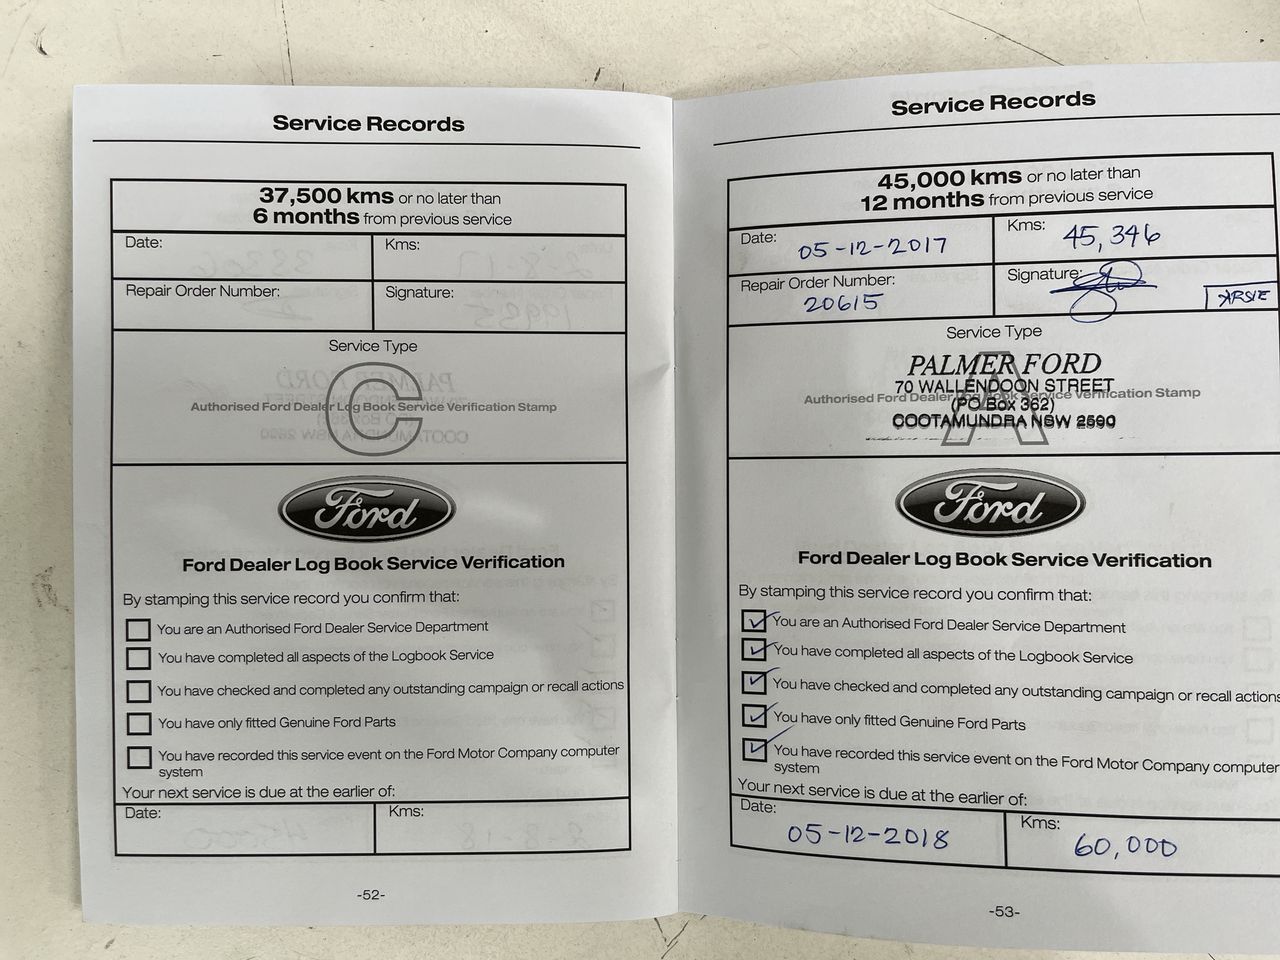 Service Records
37,500 kms or no later than
6 months from previous service
Date:
Kms:
Repair Order Number:
Signature:
Service Type
C
Authorised Ford Dealer Log Book Service Verification Stamp
Ford
Ford Dealer Log Book Service Verification
By stamping this service record you confirm that:
You are an Authorised Ford Dealer Service Department
You have completed all aspects of the Logbook Service
You have checked and completed any outstanding campaign or recall actions
You have only fitted Genuine Ford Parts
You have recorded this service event on the Ford Motor Company computer
system
Your next service is due at the earlier of:
Date:
Kms:
-52-
Service Records
45,000 kms or no later than
12 months from previous service
Date: 05-12-2017
Kms: 45,346
Repair Order Number:
20615
Signature:
Service Type
A
PALMER FORD
70 WALLENDOON STREET
Authorised Ford Dealer Log Book Service Verification Stamp
(PO Box 362)
COOTAMUNDRA NSW 2590
Ford
Ford Dealer Log Book Service Verification
By stamping this service record you confirm that:
You are an Authorised Ford Dealer Service Department
You have completed all aspects of the Logbook Service
You have checked and completed any outstanding campaign or recall actions
You have only fitted Genuine Ford Parts
You have recorded this service event on the Ford Motor Company computer
system
Your next service is due at the earlier of:
Date:
05-12-2018
Kms:
60,000
-53-